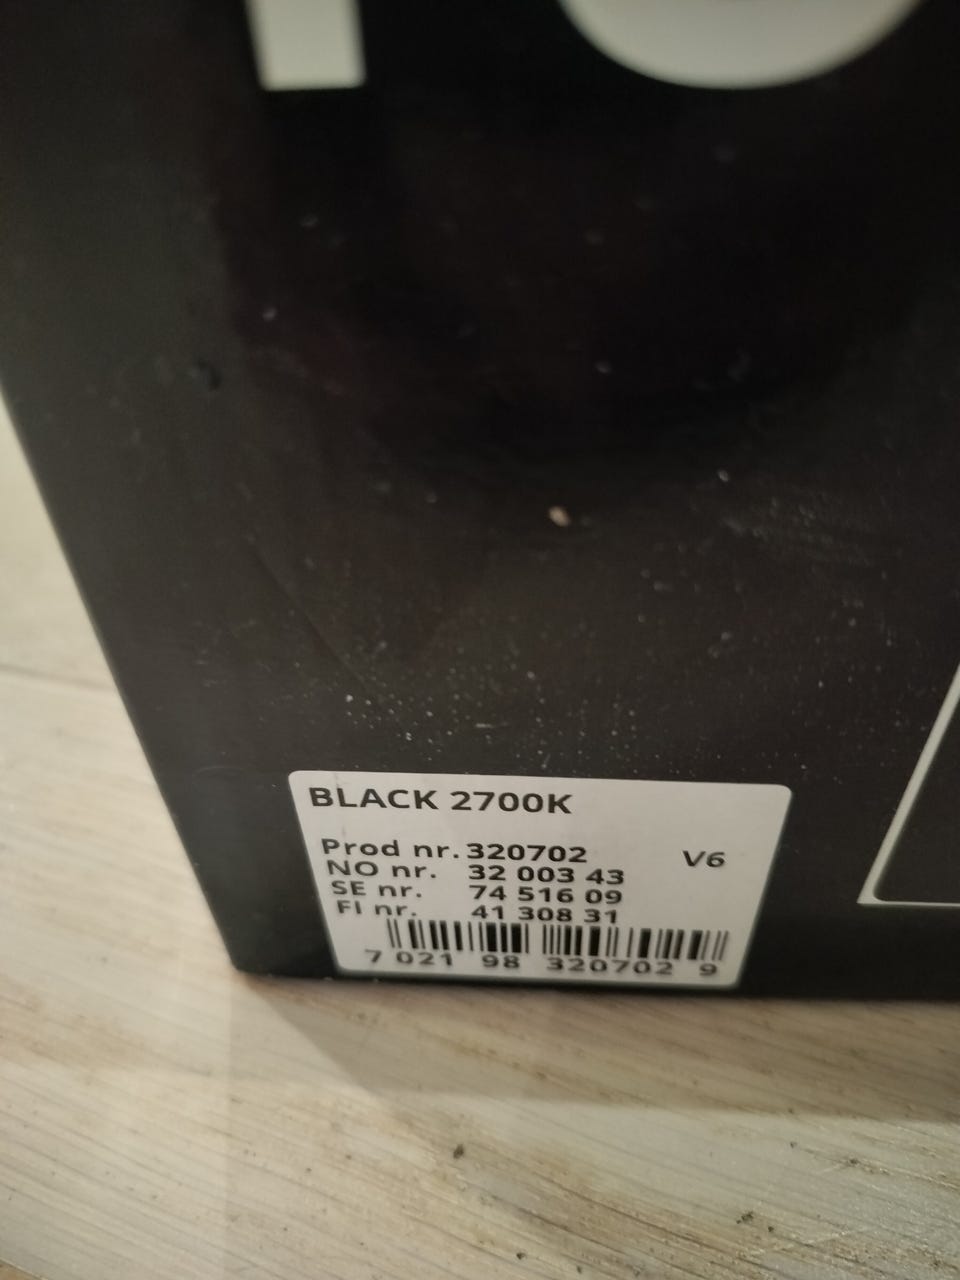 BLACK 2700K
Prod nr. 320702 V6
NO nr. 32 003 43
SE nr. 74 516 09
FI nr. 41 308 31
7 021 98 320702 9